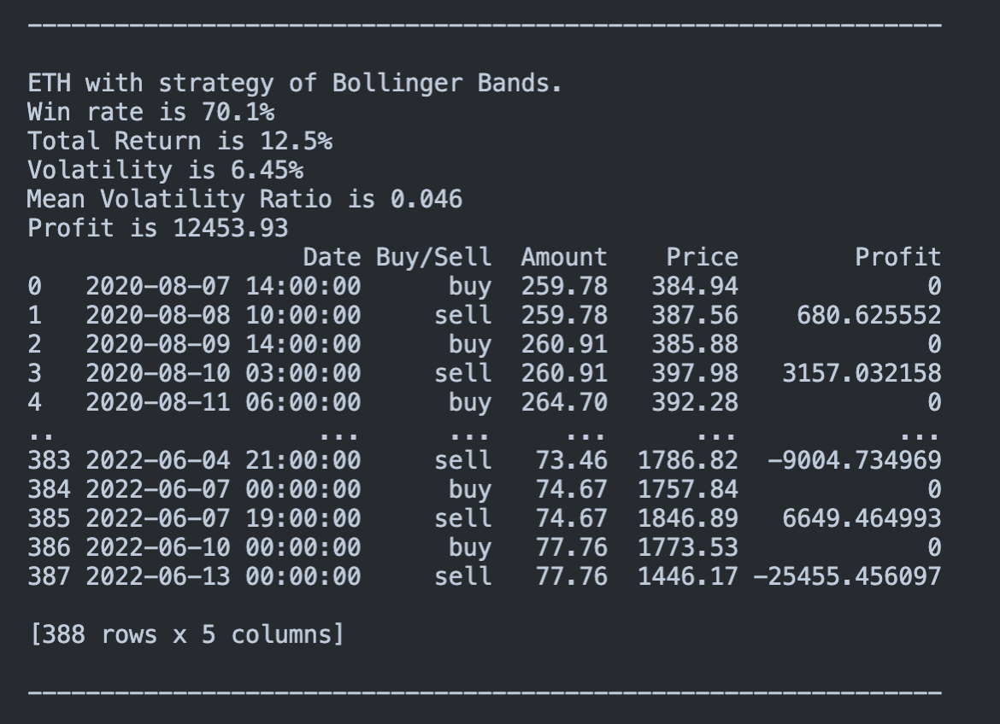 ETH with strategy of Bollinger Bands.
Win rate is 70.1%
Total Return is 12.5%
Volatility is 6.45%
Mean Volatility Ratio is 0.046
Profit is 12453.93
Date Buy/Sell Amount Price Profit
0 2020-08-07 14:00:00 buy 259.78 384.94 0
1 2020-08-08 10:00:00 sell 259.78 387.56 680.625552
2 2020-08-09 14:00:00 buy 260.91 385.88 0
3 2020-08-10 03:00:00 sell 260.91 397.98 3157.032158
4 2020-08-11 06:00:00 buy 264.70 392.28 0
.. ... ... ... ... ...
383 2022-06-04 21:00:00 sell 73.46 1786.82 -9004.734969
384 2022-06-07 00:00:00 buy 74.67 1757.84 0
385 2022-06-07 19:00:00 sell 74.67 1846.89 6649.464993
386 2022-06-10 00:00:00 buy 77.76 1773.53 0
387 2022-06-13 00:00:00 sell 77.76 1446.17 -25455.456097
[388 rows x 5 columns]